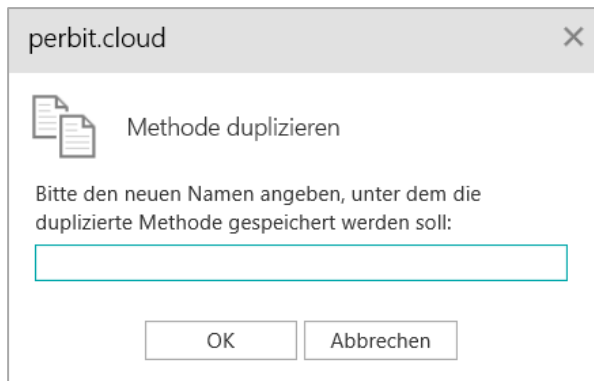 perbit.cloud
Methode duplizieren
Bitte den neuen Namen angeben, unter dem die
duplizierte Methode gespeichert werden soll:
OK Abbrechen